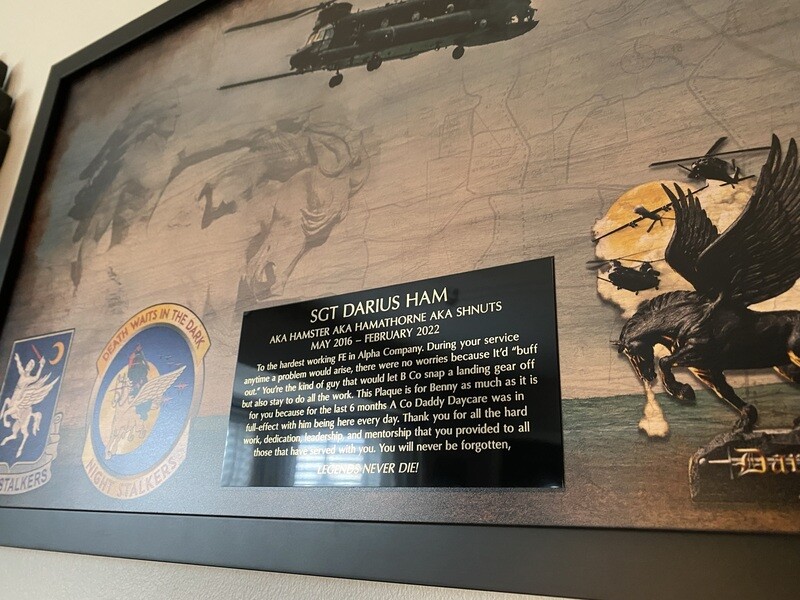 SGT DARIUS HAM
AKA HAMSTER AKA HAMATHORNE AKA SHNUTS
MAY 2016 – FEBRUARY 2022
To the hardest working FE in Alpha Company. During your service
anytime a problem would arise, there were no worries because It'd "buff
out." You're the kind of guy that would let B Co snap a landing gear off
but also stay to do all the work. This Plaque is for Benny as much as it is
for you because for the last 6 months A Co Daddy Daycare was in
full-effect with him being here every day. Thank you for all the hard
work, dedication, leadership, and mentorship that you provided to all
those that have served with you. You will never be forgotten,
LEGENDS NEVER DIE!
DEATH WAITS IN THE DARK
NIGHT STALKERS
STALKERS